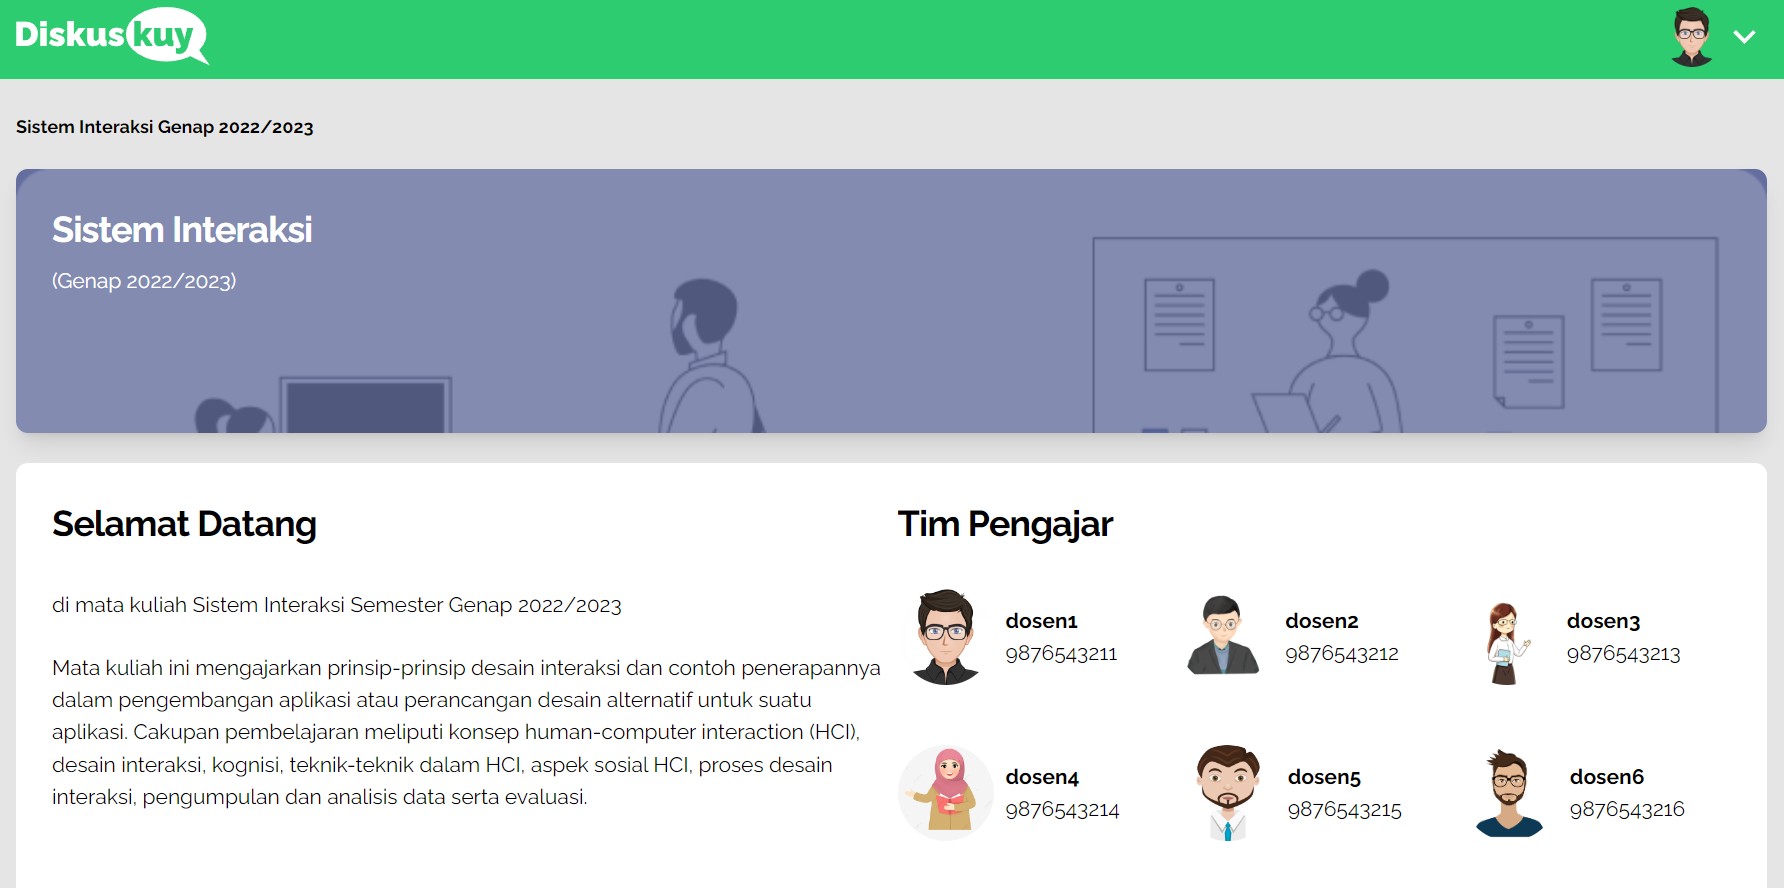 Diskuskuy
Sistem Interaksi Genap 2022/2023
Sistem Interaksi
(Genap 2022/2023)
Selamat Datang
di mata kuliah Sistem Interaksi Semester Genap 2022/2023
Mata kuliah ini mengajarkan prinsip-prinsip desain interaksi dan contoh penerapannya
dalam pengembangan aplikasi atau perancangan desain alternatif untuk suatu
aplikasi. Cakupan pembelajaran meliputi konsep human-computer interaction (HCI),
desain interaksi, kognisi, teknik-teknik dalam HCI, aspek sosial HCI, proses desain
interaksi, pengumpulan dan analisis data serta evaluasi.
Tim Pengajar
dosen1
9876543211
dosen2
9876543212
dosen3
9876543213
dosen4
9876543214
dosen5
9876543215
dosen6
9876543216